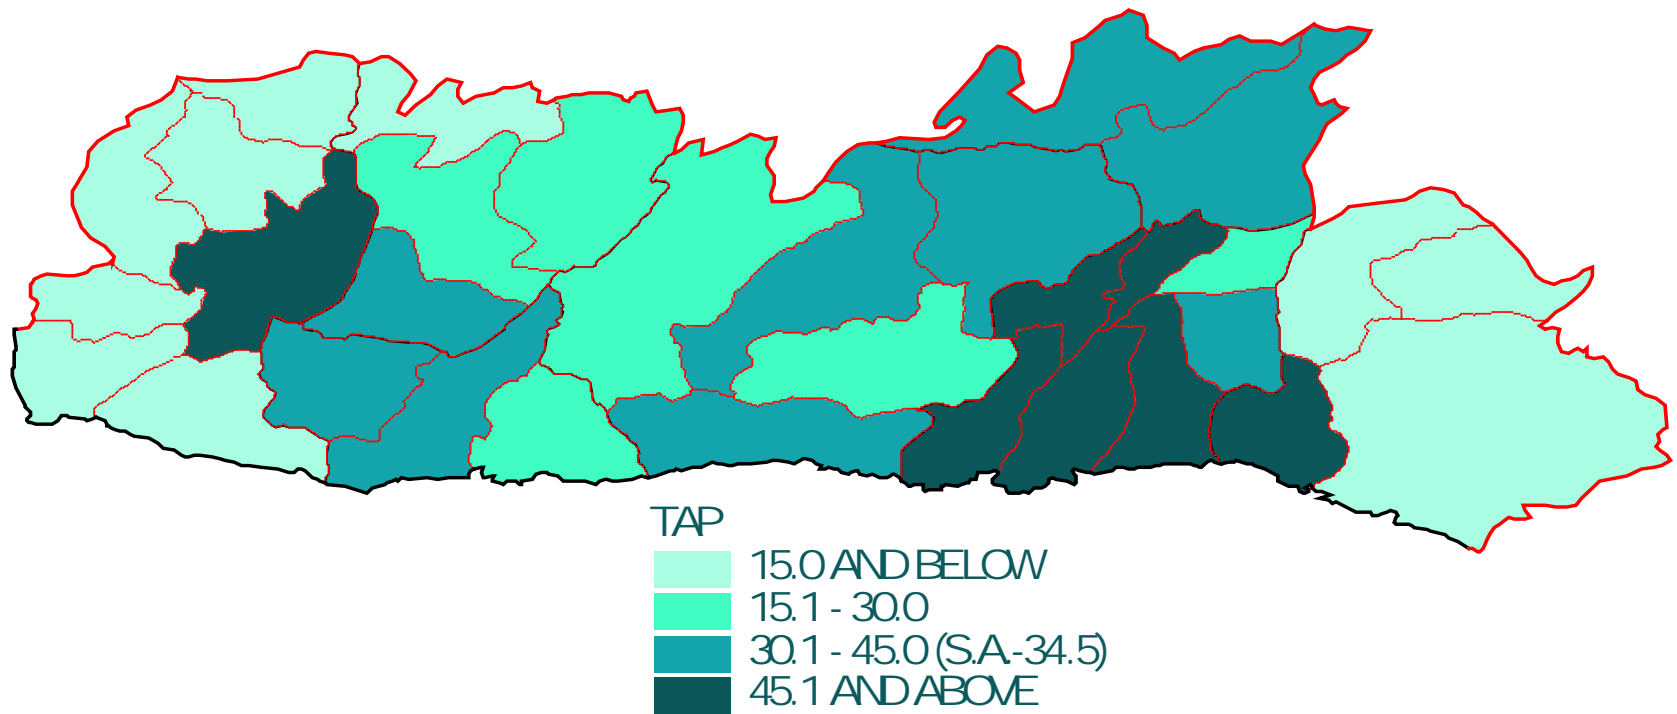 TAP
15.0 AND BELOW
15.1 - 30.0
30.1 - 45.0 (S.A.-34.5)
45.1 AND ABOVE